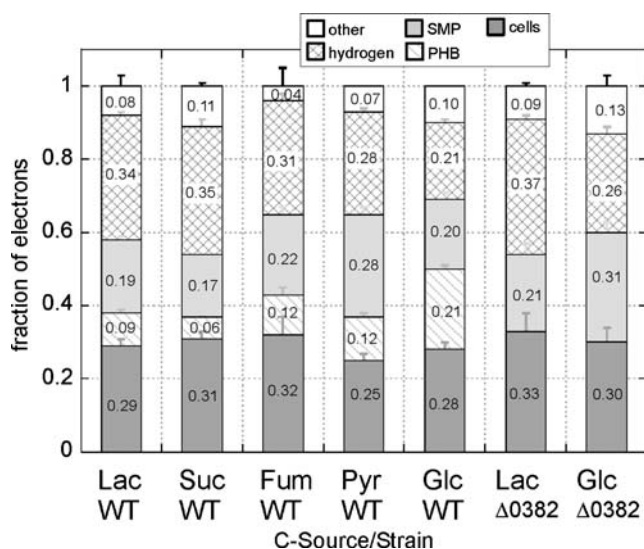 other SMP cells
hydrogen PHB
fraction of electrons
1
0.8
0.6
0.4
0.2
0
0.08 0.11 0.04 0.07 0.10 0.09 0.13
0.34 0.35 0.31 0.28 0.21 0.37 0.26
0.19 0.17 0.22 0.28 0.20 0.21 0.31
0.09 0.06 0.12 0.12 0.21
0.29 0.31 0.32 0.25 0.28 0.33 0.30
Lac Suc Fum Pyr Glc Lac Glc
WT WT WT WT WT Δ0382 Δ0382
C-Source/Strain